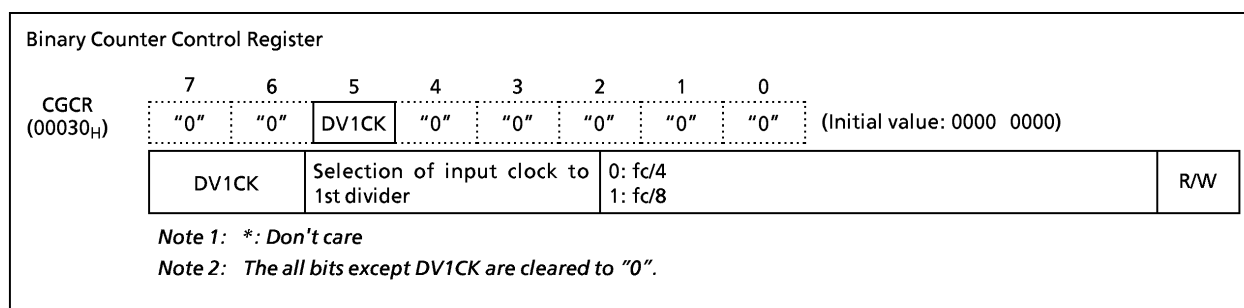 Binary Counter Control Register
7 6 5 4 3 2 1 0
CGCR
(00030H)
“0” “0” DV1CK “0” “0” “0” “0” “0” (Initial value: 0000 0000)
DV1CK Selection of input clock to 0: fc/4 R/W
1st divider 1: fc/8
Note 1: *: Don't care
Note 2: The all bits except DV1CK are cleared to “0”.